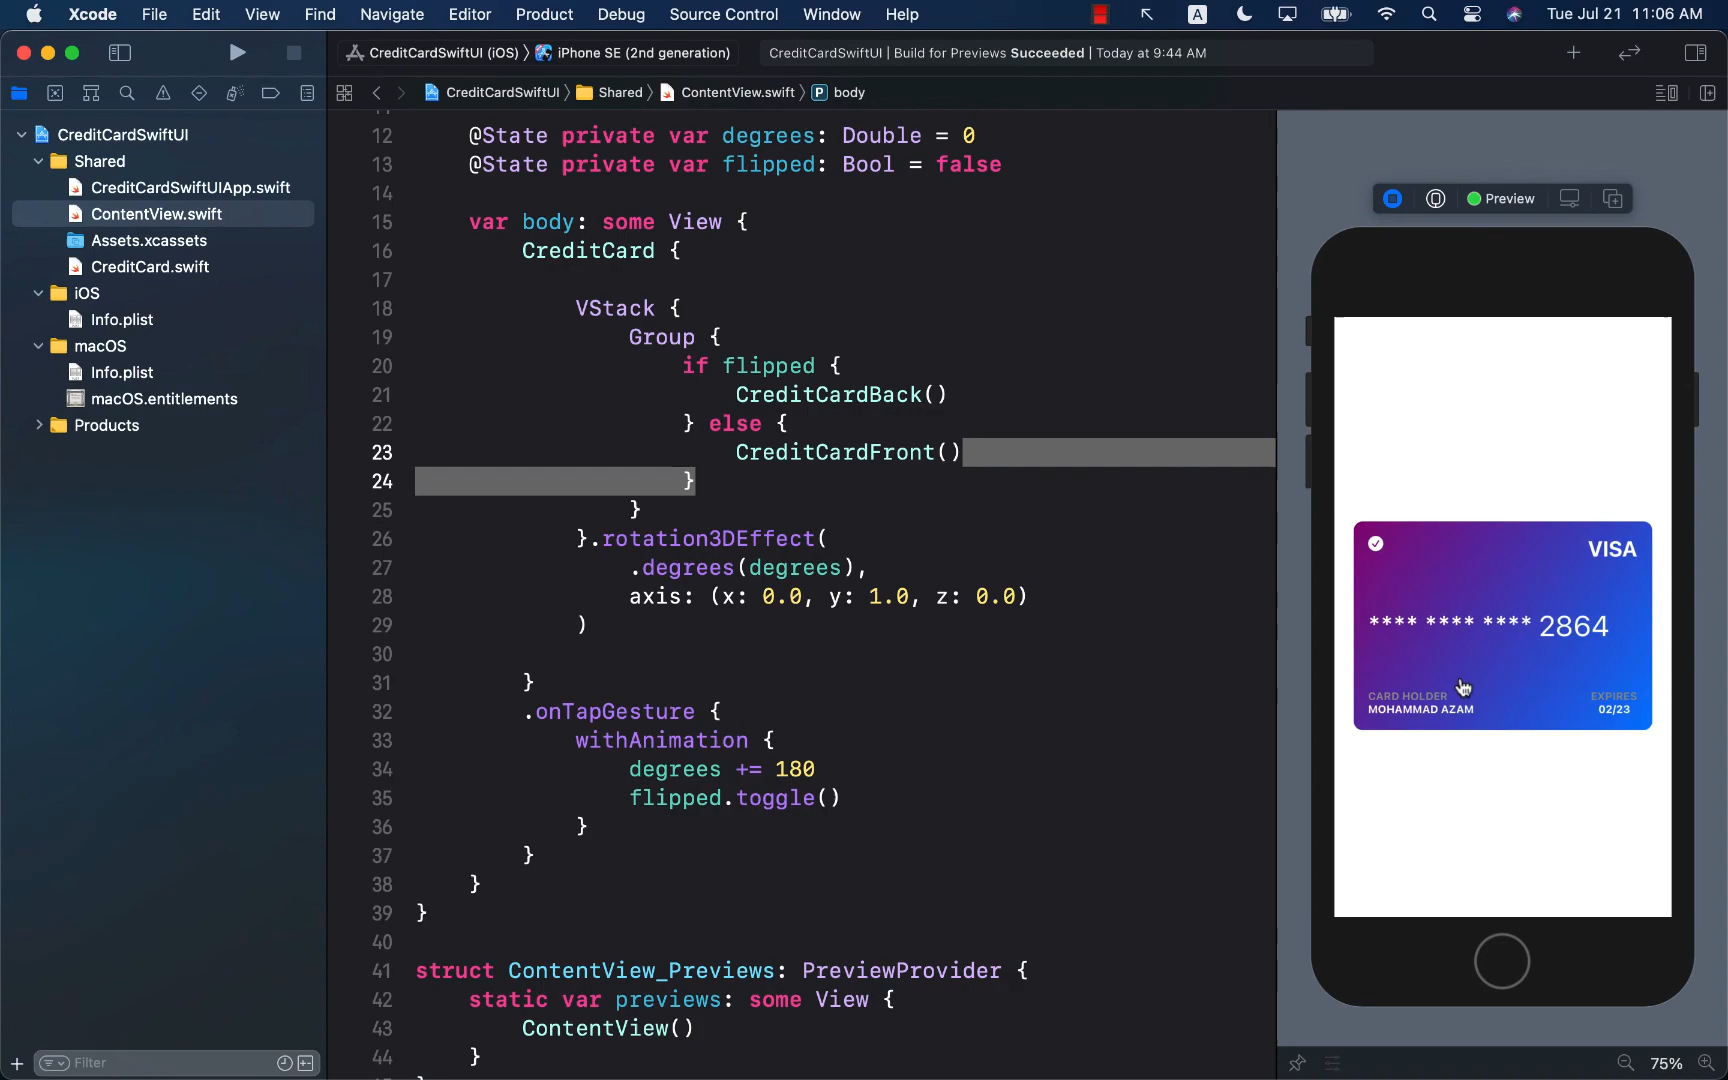 Xcode File Edit View Find Navigate Editor Product Debug Source Control Window Help
A
Tue Jul 21 11:06 AM
CreditCardSwiftUI (iOS) 〉 iPhone SE (2nd generation)
CreditCardSwiftUI | Build for Previews Succeeded | Today at 9:44 AM
CreditCardSwiftUI 〉 Shared 〉 ContentView.swift 〉 P body
CreditCardSwiftUI
Shared
CreditCardSwiftUIApp.swift
ContentView.swift
Assets.xcassets
CreditCard.swift
iOS
Info.plist
macOS
Info.plist
macOS.entitlements
Products
Filter
12 @State private var degrees: Double = 0
13 @State private var flipped: Bool = false
14
15 var body: some View {
16 CreditCard {
17
18 VStack {
19 Group {
20 if flipped {
21 CreditCardBack()
22 } else {
23 CreditCardFront()
24 }
25 }
26 }.rotation3DEffect(
27 .degrees(degrees),
28 axis: (x: 0.0, y: 1.0, z: 0.0)
29 )
30
31 }
32 .onTapGesture {
33 withAnimation {
34 degrees += 180
35 flipped.toggle()
36 }
37 }
38 }
39 }
40
41 struct ContentView_Previews: PreviewProvider {
42 static var previews: some View {
43 ContentView()
44 }
Preview
VISA
**** **** **** 2864
CARD HOLDER
MOHAMMAD AZAM
EXPIRES
02/23
75%